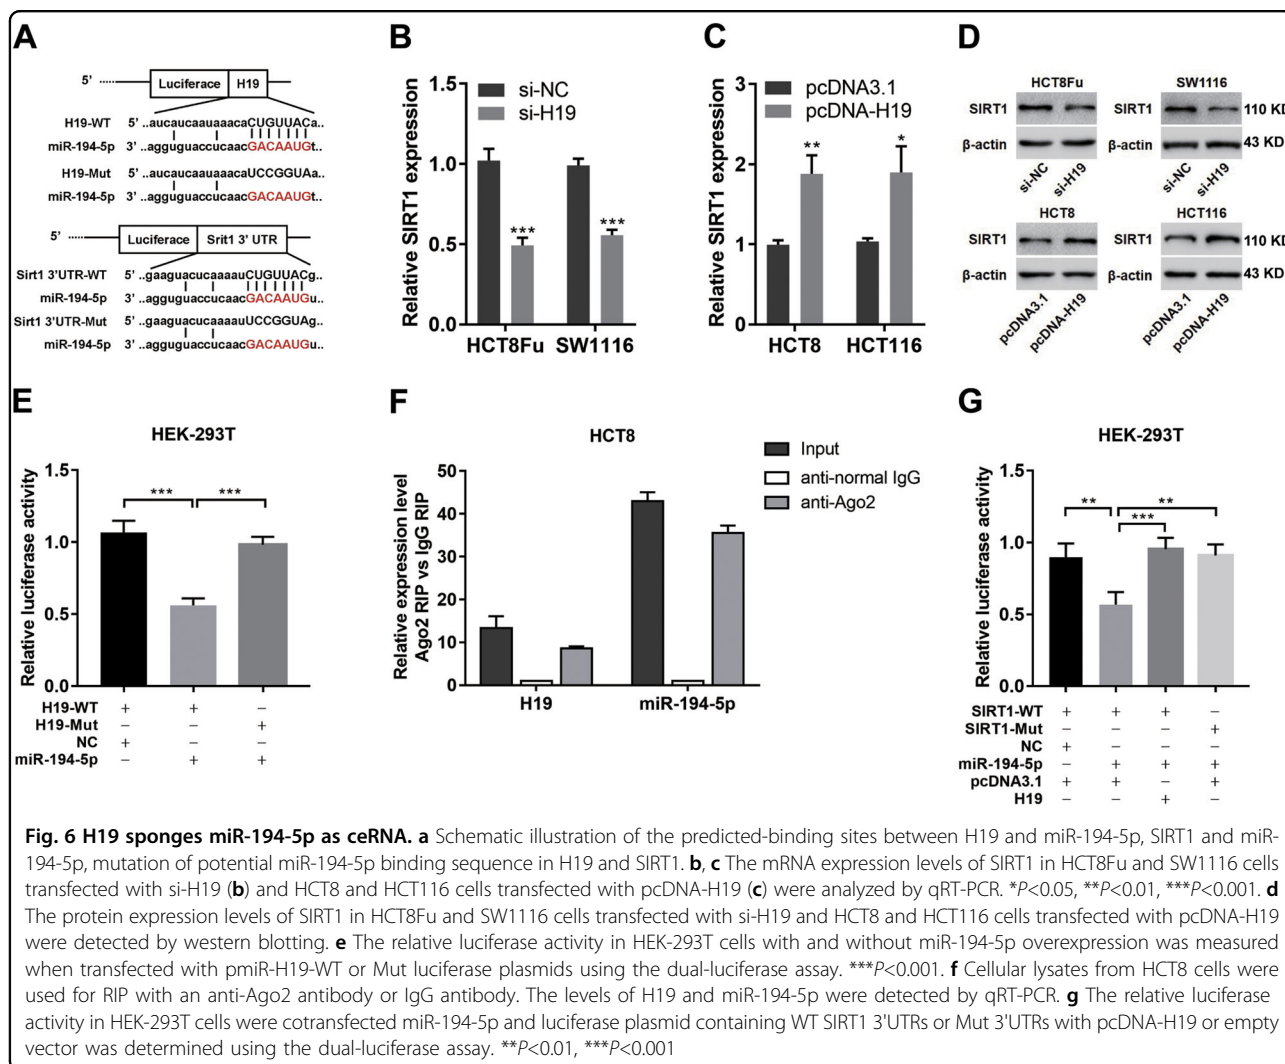 A
5' ...... Luciferace H19
H19-WT 5' ..aucaucaauaaacaCUGUUACa..
miR-194-5p 3' ..agguguaccucaacGACAAUGt..
H19-Mut 5' ..aucaucaauaaacaUCCGGUAa..
miR-194-5p 3' ..agguguaccucaacGACAAUGt..
5' ...... Luciferace Srit1 3' UTR
Sirt1 3'UTR-WT 5' ..gaaguacucaaaauCUGUUACg..
miR-194-5p 3' ..agguguaccucaacGACAAUGu..
Sirt1 3'UTR-Mut 5' ..gaaguacucaaaauUCCGGUAg..
miR-194-5p 3' ..agguguaccucaacGACAAUGu..
B
si-NC
si-H19
Relative SIRT1 expression
1.5
1.0
0.5
0.0
***
***
HCT8Fu SW1116
C
pcDNA3.1
pcDNA-H19
Relative SIRT1 expression
3
2
1
0
**
*
HCT8 HCT116
D
HCT8Fu SW1116
SIRT1 SIRT1 110 KD
β-actin β-actin 43 KD
si-NC si-H19 si-NC si-H19
HCT8 HCT116
SIRT1 SIRT1 110 KD
β-actin β-actin 43 KD
pcDNA3.1 pcDNA-H19 pcDNA3.1 pcDNA-H19
E
HEK-293T
Relative luciferase activity
1.5
1.0
0.5
0.0
*** ***
H19-WT + + −
H19-Mut − − +
NC + − −
miR-194-5p − + +
F
HCT8
Input
anti-normal IgG
anti-Ago2
Relative expression level
Ago2 RIP vs IgG RIP
50
40
30
20
10
0
H19 miR-194-5p
G
HEK-293T
Relative luciferase activity
1.5
1.0
0.5
0.0
** **
***
SIRT1-WT + + + −
SIRT1-Mut − − − +
NC + − − −
miR-194-5p − + + +
pcDNA3.1 + + − +
H19 − − + −
Fig. 6 H19 sponges miR-194-5p as ceRNA. a Schematic illustration of the predicted-binding sites between H19 and miR-194-5p, SIRT1 and miR-
194-5p, mutation of potential miR-194-5p binding sequence in H19 and SIRT1. b, c The mRNA expression levels of SIRT1 in HCT8Fu and SW1116 cells
transfected with si-H19 (b) and HCT8 and HCT116 cells transfected with pcDNA-H19 (c) were analyzed by qRT-PCR. *P<0.05, **P<0.01, ***P<0.001. d
The protein expression levels of SIRT1 in HCT8Fu and SW1116 cells transfected with si-H19 and HCT8 and HCT116 cells transfected with pcDNA-H19
were detected by western blotting. e The relative luciferase activity in HEK-293T cells with and without miR-194-5p overexpression was measured
when transfected with pmiR-H19-WT or Mut luciferase plasmids using the dual-luciferase assay. ***P<0.001. f Cellular lysates from HCT8 cells were
used for RIP with an anti-Ago2 antibody or IgG antibody. The levels of H19 and miR-194-5p were detected by qRT-PCR. g The relative luciferase
activity in HEK-293T cells were cotransfected miR-194-5p and luciferase plasmid containing WT SIRT1 3'UTRs or Mut 3'UTRs with pcDNA-H19 or empty
vector was determined using the dual-luciferase assay. **P<0.01, ***P<0.001